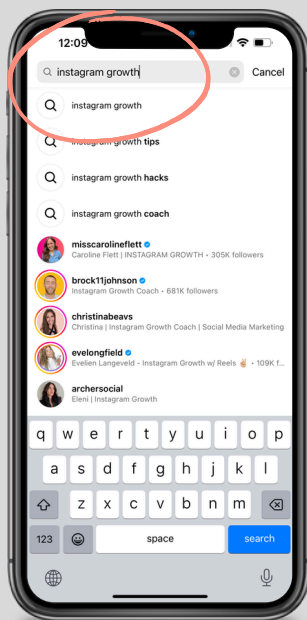 12:09
instagram growth
Cancel
instagram growth
instagram growth tips
instagram growth hacks
instagram growth coach
misscarolineflett
Caroline Flett | INSTAGRAM GROWTH • 305K followers
brock11johnson
Instagram Growth Coach • 681K followers
christinabeavs
Christina | Instagram Growth Coach | Social Media Marketing
evelongfield
Evelien Langeveld - Instagram Growth w/ Reels ✌🏼 • 109K f...
archersocial
Eleni | Instagram Growth
q w e r t y u i o p
a s d f g h j k l
z x c v b n m
123 space search